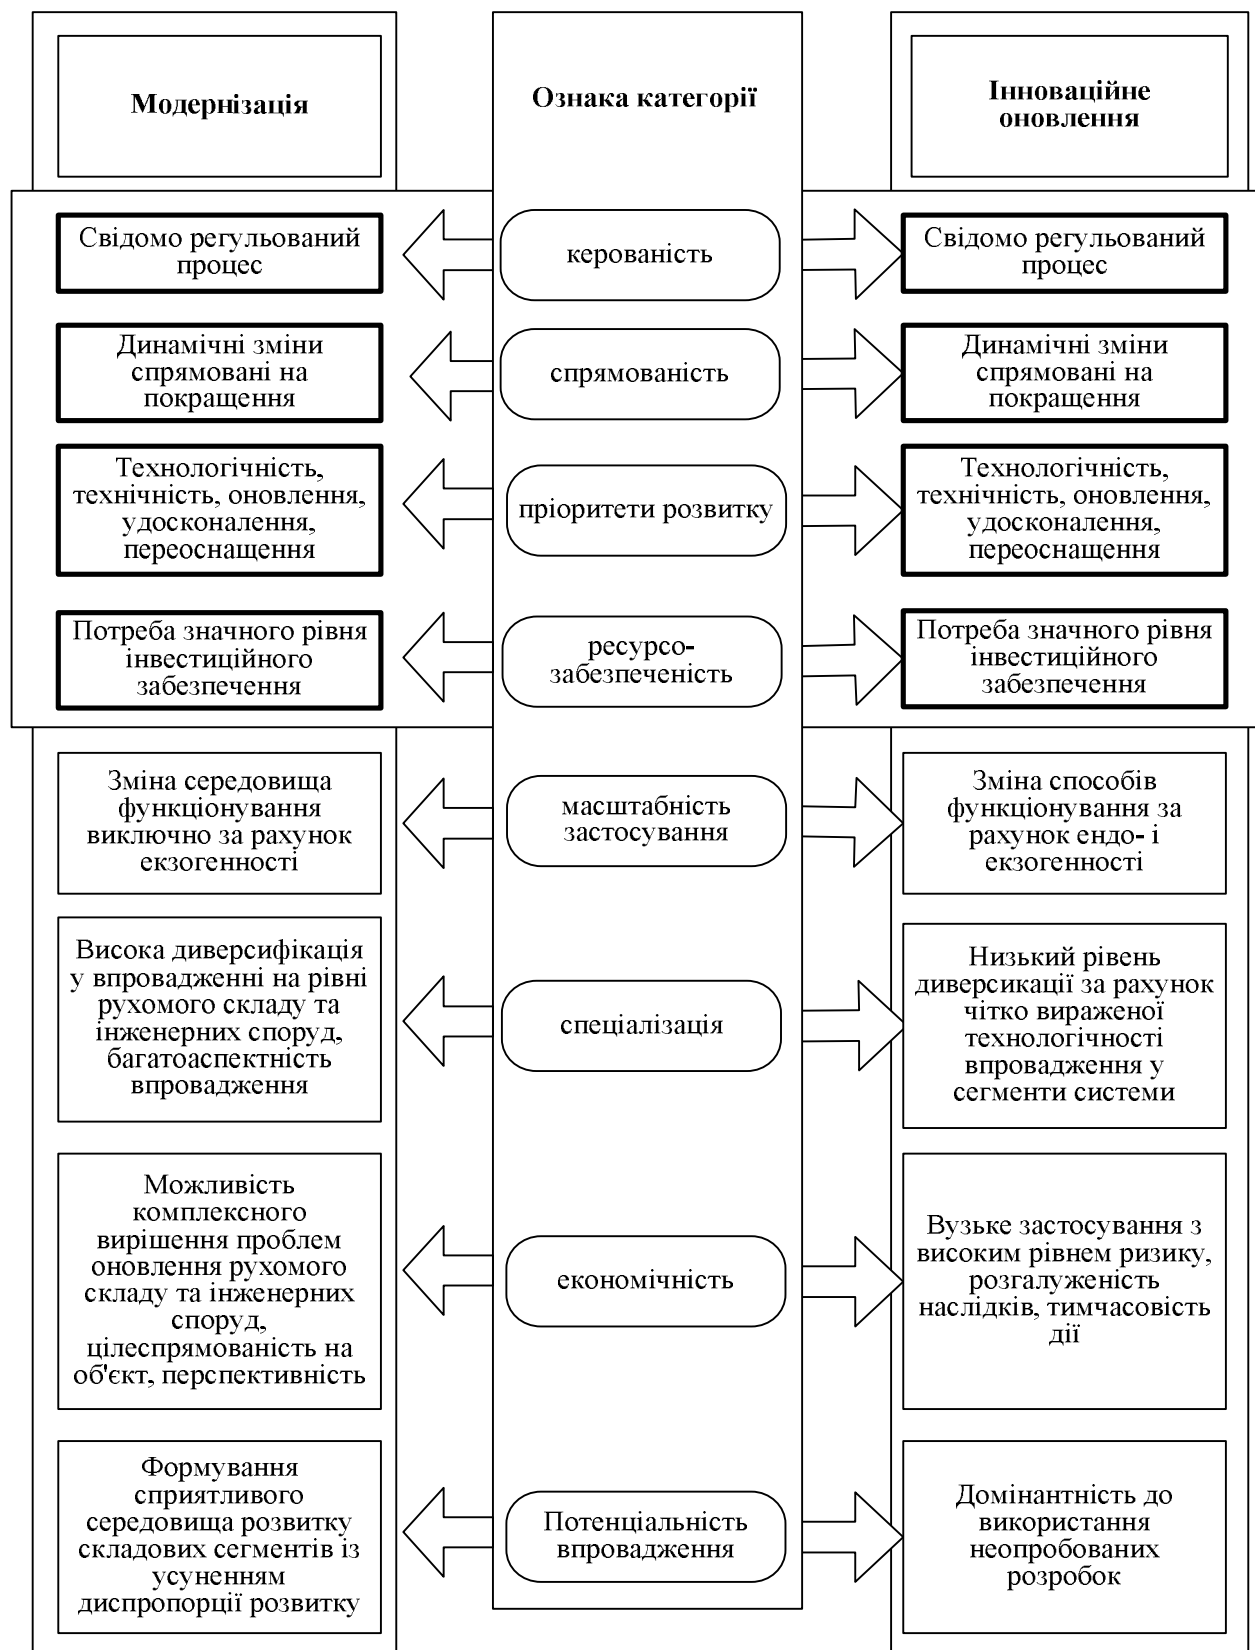 Модернізація
Ознака категорії
Інноваційне
оновлення
Свідомо регульований
процес
керованість
Свідомо регульований
процес
Динамічні зміни
спрямовані на
покращення
спрямованість
Динамічні зміни
спрямовані на
покращення
Технологічність,
технічність, оновлення,
удосконалення,
переоснащення
пріоритети розвитку
Технологічність,
технічність, оновлення,
удосконалення,
переоснащення
Потреба значного рівня
інвестиційного
забезпечення
ресурсо-
забезпеченість
Потреба значного рівня
інвестиційного
забезпечення
Зміна середовища
функціонування
виключно за рахунок
екзогенності
масштабність
застосування
Зміна способів
функціонування за
рахунок ендо- і
екзогенності
Висока диверсифікація
у впровадженні на рівні
рухомого складу та
інженерних споруд,
багатоаспектність
впровадження
спеціалізація
Низький рівень
диверсикації за рахунок
чітко вираженої
технологічності
впровадження у
сегменти системи
Можливість
комплексного
вирішення проблем
оновлення рухомого
складу та інженерних
споруд,
цілеспрямованість на
об'єкт, перспективність
економічність
Вузьке застосування з
високим рівнем ризику,
розгалуженість
наслідків, тимчасовість
дії
Формування
сприятливого
середовища розвитку
складових сегментів із
усуненням
диспропорції розвитку
Потенціальність
впровадження
Домінантність до
використання
неопробованих
розробок